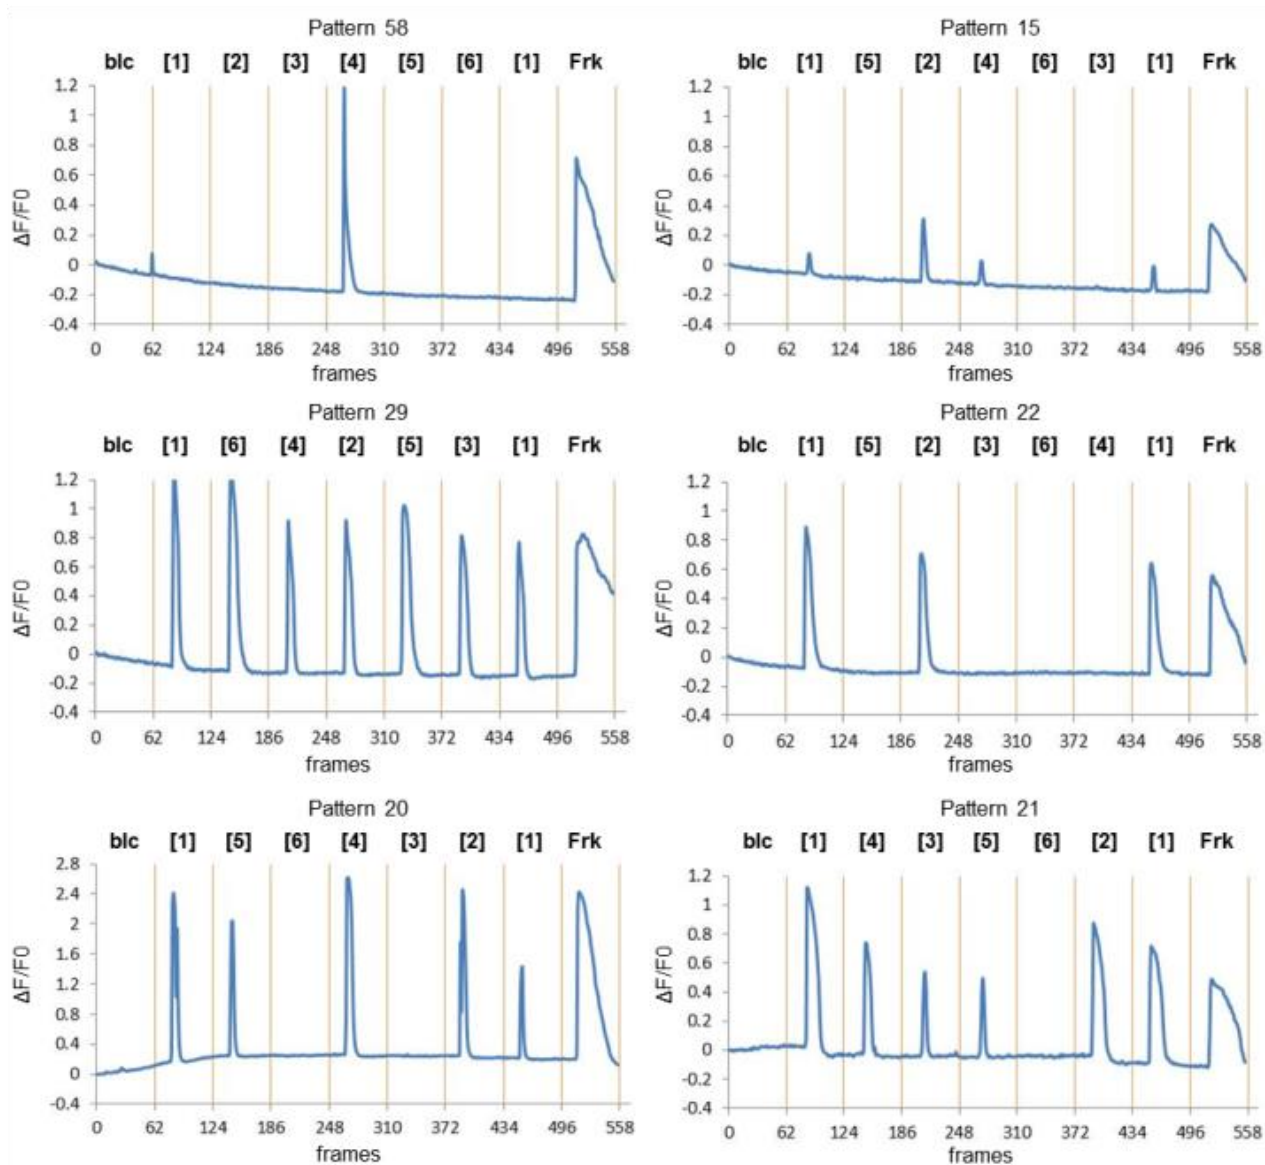 Pattern 58
blc [1] [2] [3] [4] [5] [6] [1] Frk
1.2
1
0.8
0.6
0.4
0.2
0
-0.2
-0.4
ΔF/F0
0 62 124 186 248 310 372 434 496 558
frames
Pattern 15
blc [1] [5] [2] [4] [6] [3] [1] Frk
1.2
1
0.8
0.6
0.4
0.2
0
-0.2
-0.4
ΔF/F0
0 62 124 186 248 310 372 434 496 558
frames
Pattern 29
blc [1] [6] [4] [2] [5] [3] [1] Frk
1.2
1
0.8
0.6
0.4
0.2
0
-0.2
-0.4
ΔF/F0
0 62 124 186 248 310 372 434 496 558
frames
Pattern 22
blc [1] [5] [2] [3] [6] [4] [1] Frk
1.2
1
0.8
0.6
0.4
0.2
0
-0.2
-0.4
ΔF/F0
0 62 124 186 248 310 372 434 496 558
frames
Pattern 20
blc [1] [5] [6] [4] [3] [2] [1] Frk
2.8
2.4
2
1.6
1.2
0.8
0.4
0
-0.4
ΔF/F0
0 62 124 186 248 310 372 434 496 558
frames
Pattern 21
blc [1] [4] [3] [5] [6] [2] [1] Frk
1.2
1
0.8
0.6
0.4
0.2
0
-0.2
-0.4
ΔF/F0
0 62 124 186 248 310 372 434 496 558
frames